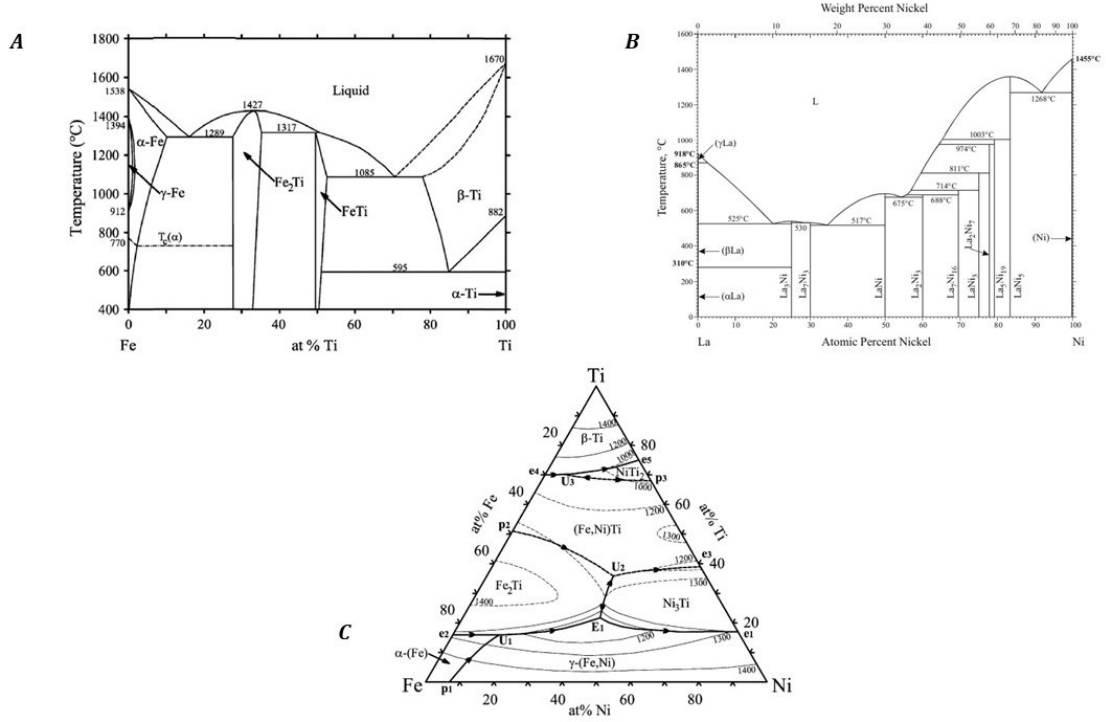 A
Temperature (°C)
1800
1670
1600
1538
Liquid
1427
1400
1394
α-Fe
1289
1317
1200
γ-Fe
Fe₂Ti
1085
1000
FeTi
β-Ti
912
882
800
770
Tc(α)
600
595
α-Ti
400
0
20
40
60
80
100
Fe
at % Ti
Ti
B
Weight Percent Nickel
0 10 20 30 40 50 60 70 80 90 100
Temperature, °C
1600
1455°C
1400
L
1268°C
1200
1003°C
1000
974°C
(γLa)
918°C
865°C
811°C
800
714°C
675°C
688°C
600
525°C
530
517°C
400
(βLa)
(Ni)
310°C
200
(αLa)
0
La₃Ni
La₇Ni₃
LaNi
La₂Ni₃
La₇Ni₁₆
LaNi₃
La₂Ni₇
La₅Ni₁₉
LaNi₅
0 10 20 30 40 50 60 70 80 90 100
La
Atomic Percent Nickel
Ni
C
Ti
1400
β-Ti
20
80
1200
1000
e5
e4
NiTi₂
U3
p3
1000
40
60
at% Fe
at% Ti
1200
p2
(Fe,Ni)Ti
1300
60
e3
1200
40
U2
1300
Fe₂Ti
Ni₃Ti
1400
80
20
E1
e2
U1
1200
1300
e1
α-(Fe)
γ-(Fe,Ni)
1400
Fe
p1
Ni
20
40
60
80
at% Ni